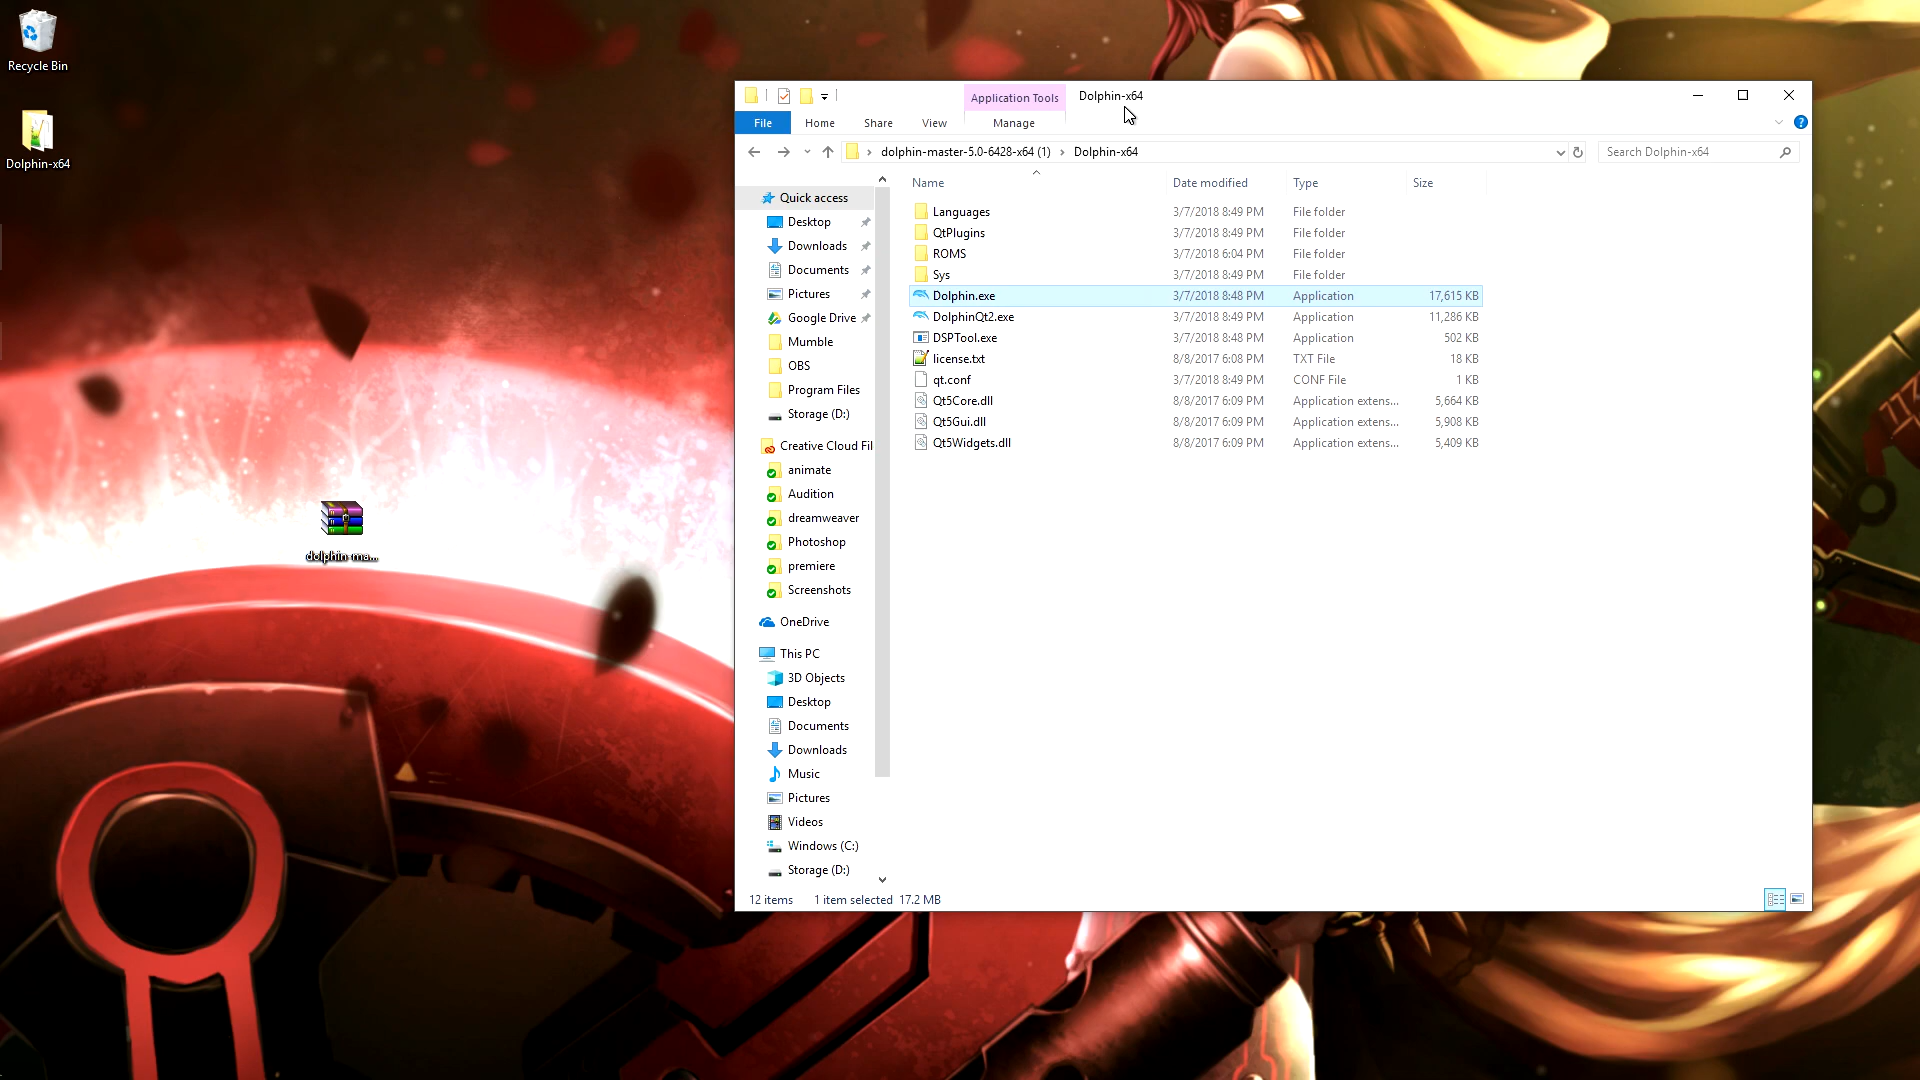 Recycle Bin
Dolphin-x64
dolphin-ma...
Application Tools
Dolphin-x64
File
Home
Share
View
Manage
dolphin-master-5.0-6428-x64 (1)
Dolphin-x64
Search Dolphin-x64
Quick access
Desktop
Downloads
Documents
Pictures
Google Drive
Mumble
OBS
Program Files
Storage (D:)
Creative Cloud Fil
animate
Audition
dreamweaver
Photoshop
premiere
Screenshots
OneDrive
This PC
3D Objects
Desktop
Documents
Downloads
Music
Pictures
Videos
Windows (C:)
Storage (D:)
Name Date modified Type Size
Languages 3/7/2018 8:49 PM File folder
QtPlugins 3/7/2018 8:49 PM File folder
ROMS 3/7/2018 6:04 PM File folder
Sys 3/7/2018 8:49 PM File folder
Dolphin.exe 3/7/2018 8:48 PM Application 17,615 KB
DolphinQt2.exe 3/7/2018 8:49 PM Application 11,286 KB
DSPTool.exe 3/7/2018 8:48 PM Application 502 KB
license.txt 8/8/2017 6:08 PM TXT File 18 KB
qt.conf 3/7/2018 8:49 PM CONF File 1 KB
Qt5Core.dll 8/8/2017 6:09 PM Application extens... 5,664 KB
Qt5Gui.dll 8/8/2017 6:09 PM Application extens... 5,908 KB
Qt5Widgets.dll 8/8/2017 6:09 PM Application extens... 5,409 KB
12 items 1 item selected 17.2 MB